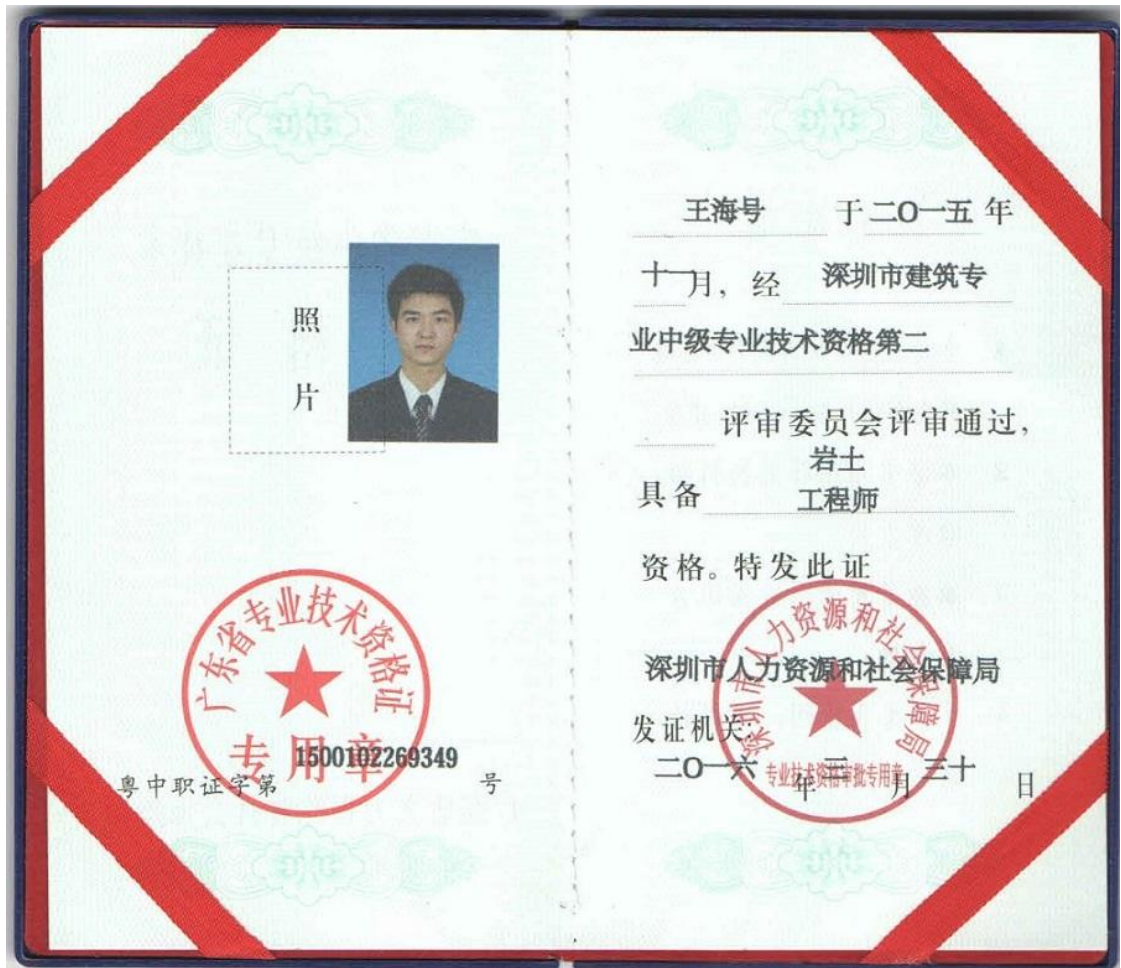 照
片
广东省专业技术资格证
专用章
1500102269349
粤中职证字第 号
王海号 于二〇一五年
十一月，经 深圳市建筑专
业中级专业技术资格第二
评审委员会评审通过，
岩土
具备 工程师
资格。特发此证
深圳市人力资源和社会保障局
深圳市人力资源和社会保障局
发证机关：
二〇一六年三月三十日
专业技术资格审批专用章